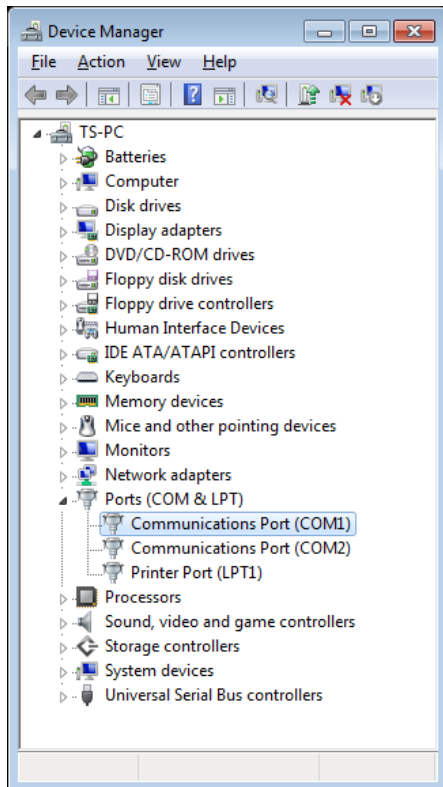 Device Manager
File Action View Help
TS-PC
Batteries
Computer
Disk drives
Display adapters
DVD/CD-ROM drives
Floppy disk drives
Floppy drive controllers
Human Interface Devices
IDE ATA/ATAPI controllers
Keyboards
Memory devices
Mice and other pointing devices
Monitors
Network adapters
Ports (COM & LPT)
Communications Port (COM1)
Communications Port (COM2)
Printer Port (LPT1)
Processors
Sound, video and game controllers
Storage controllers
System devices
Universal Serial Bus controllers